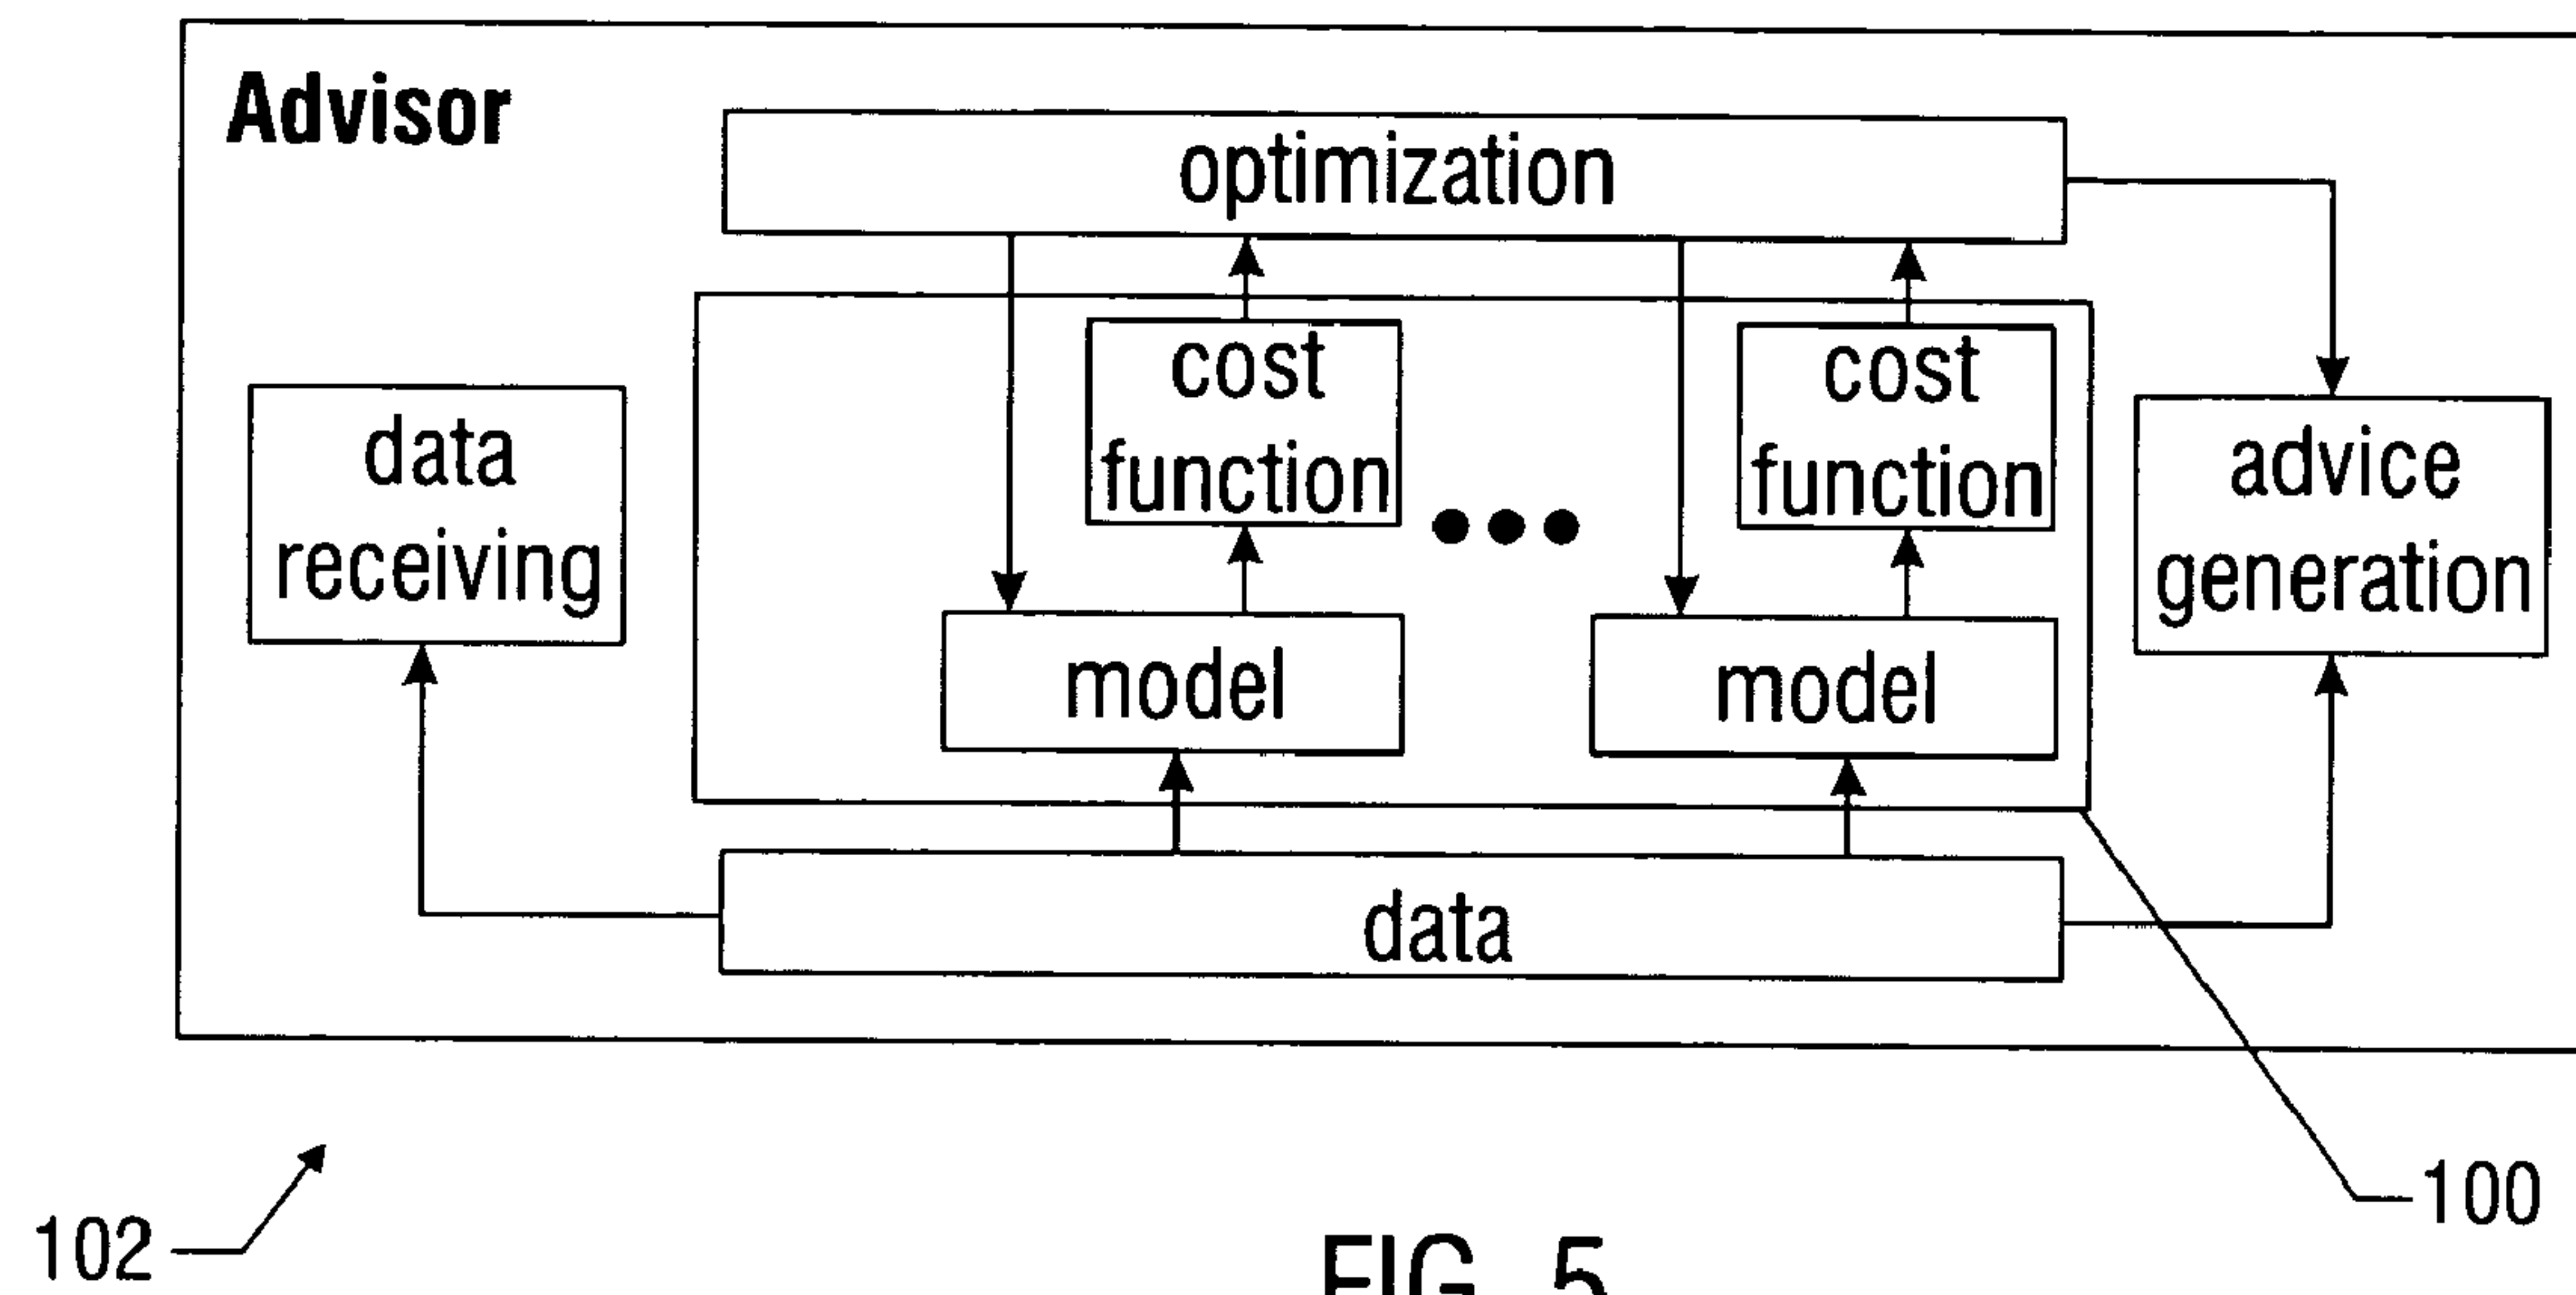 Advisor
optimization
cost
function
cost
function
data
receiving
advice
generation
model
model
data
100
102
FIG. 5